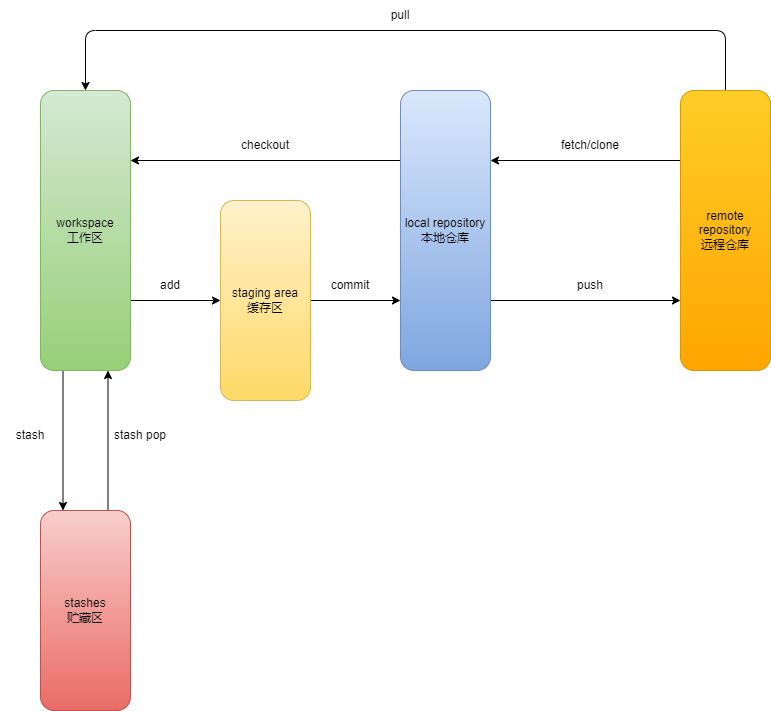 pull
checkout
fetch/clone
workspace
工作区
local repository
本地仓库
remote
repository
远程仓库
add
staging area
缓存区
commit
push
stash
stash pop
stashes
贮藏区